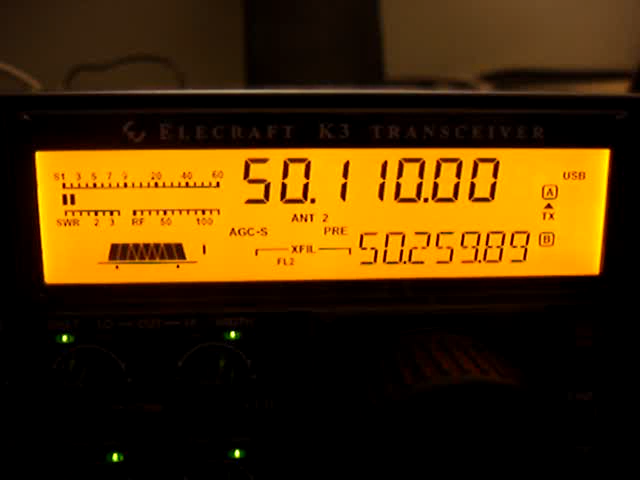 ELECRAFT K3 TRANSCEIVER
S1 3 5 7 9 20 40 60
50.110.00
USB
A
TX
SWR 2 3 RF 50 100
ANT 2
AGC-S
PRE
XFIL
FL2
50.259.89
B
I
WIDTH